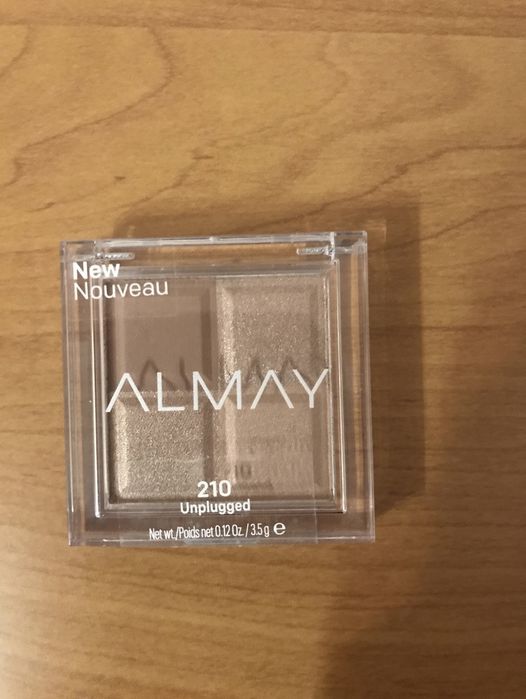 New
Nouveau
ALMAY
210
Unplugged
Net wt./Poids net 0.12 Oz. / 3.5 g ℮